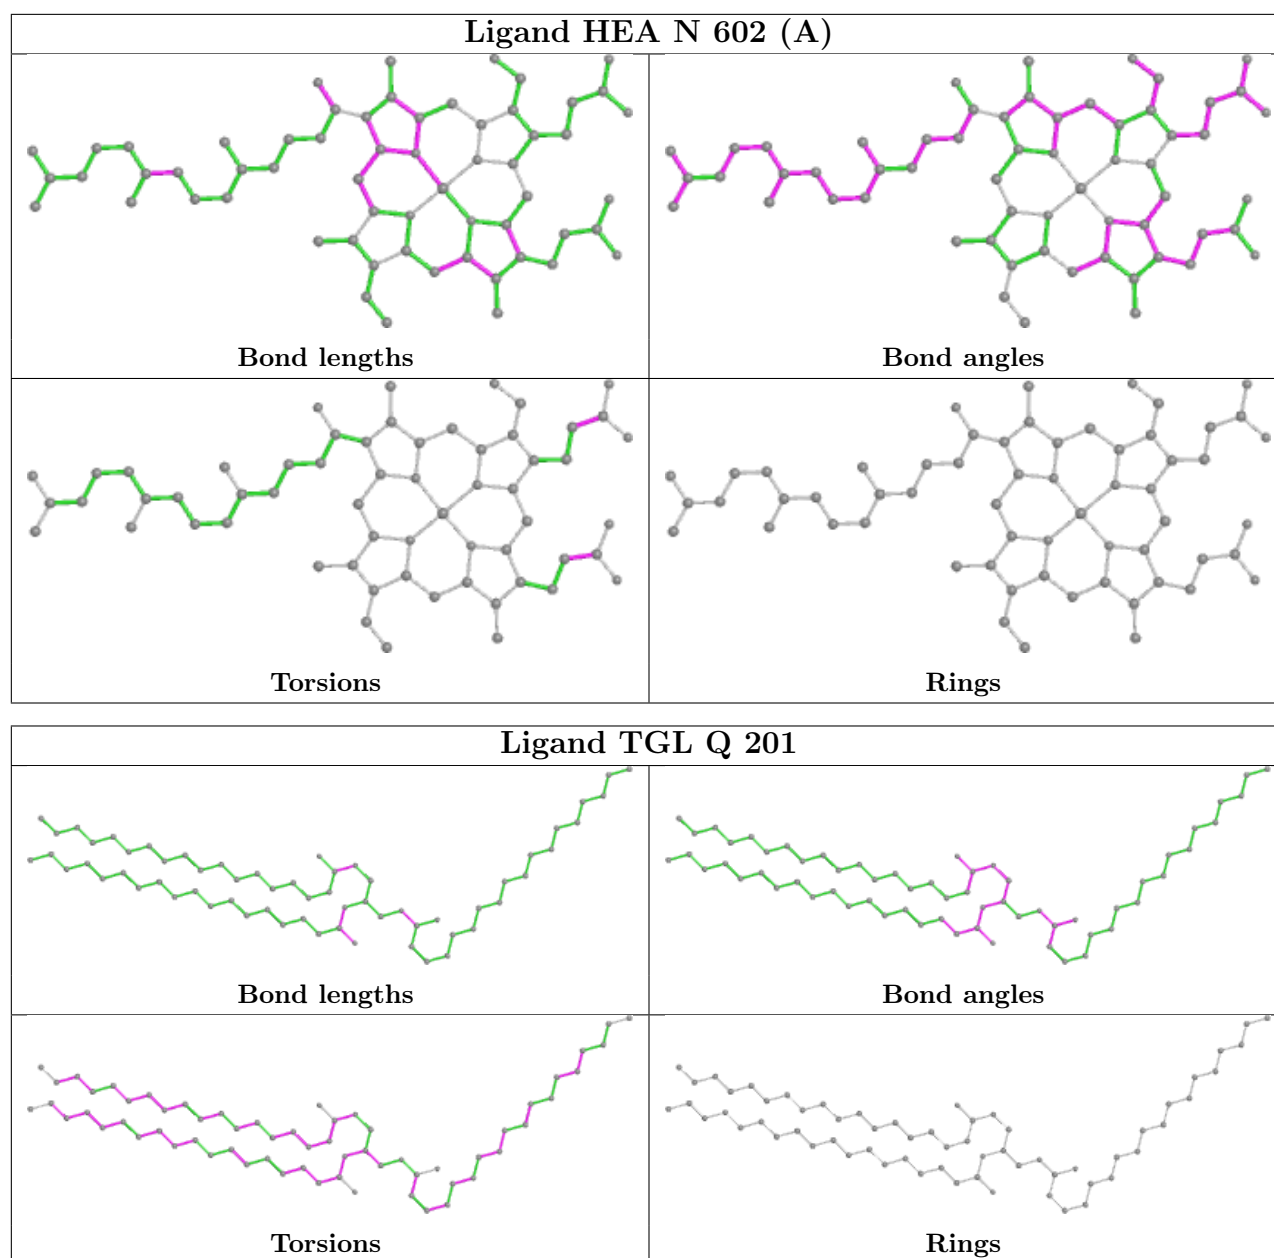 Ligand HEA N 602 (A)
Bond lengths
Bond angles
Torsions
Rings
Ligand TGL Q 201
Bond lengths
Bond angles
Torsions
Rings